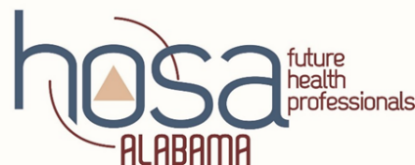 hosa
future
health
professionals
ALABAMA